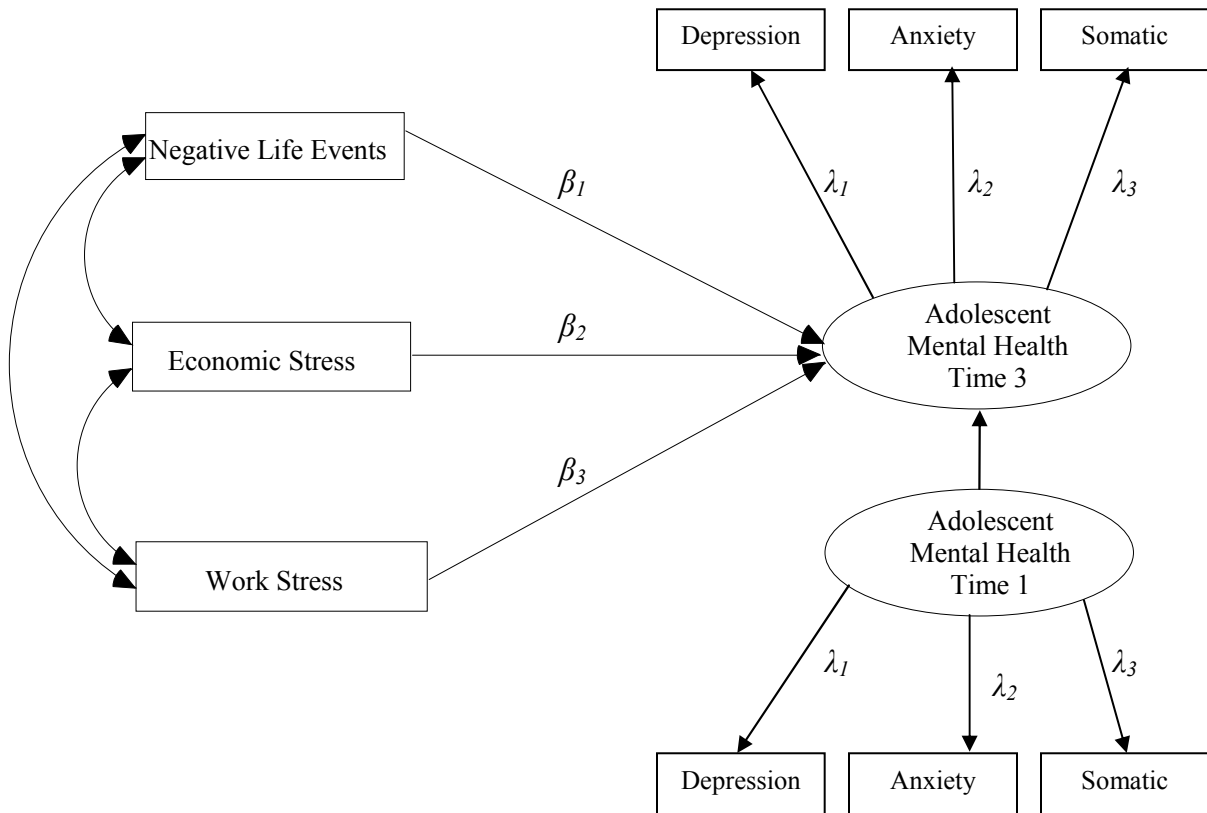 Depression
Anxiety
Somatic
Negative Life Events
β1
λ1
λ2
λ3
Economic Stress
β2
Adolescent
Mental Health
Time 3
β3
Work Stress
Adolescent
Mental Health
Time 1
λ1
λ2
λ3
Depression
Anxiety
Somatic